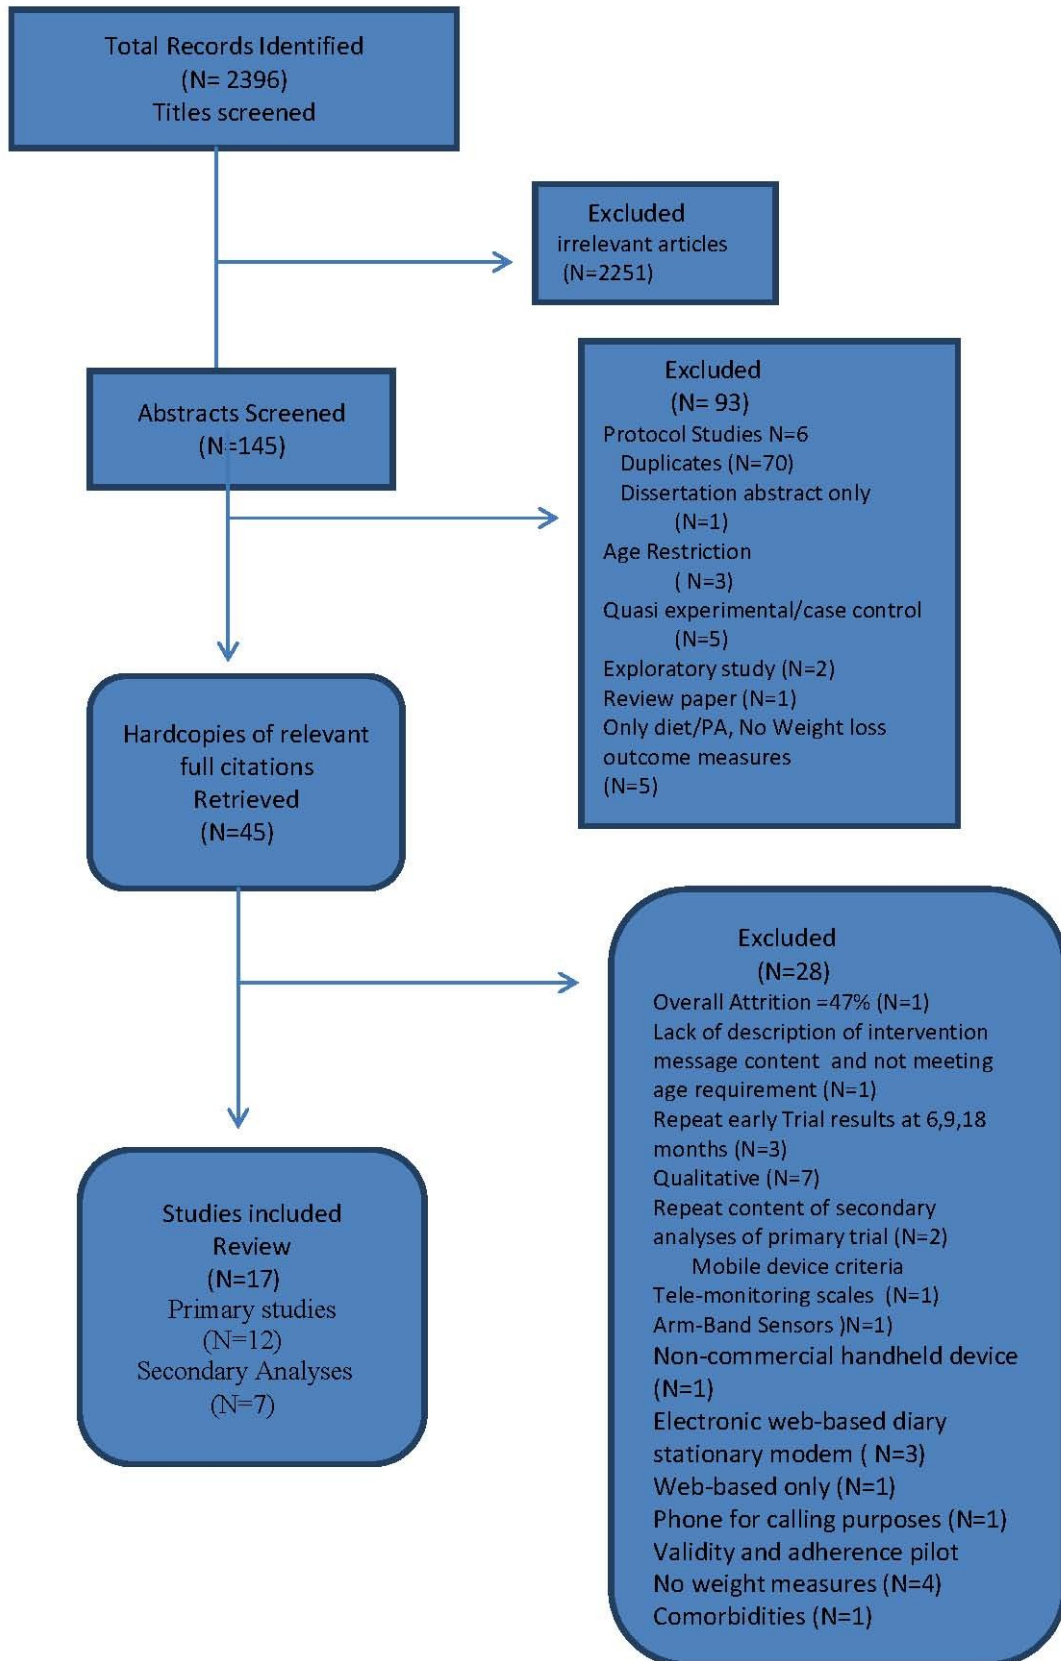 Total Records Identified
(N= 2396)
Titles screened
Excluded
irrelevant articles
(N=2251)
Abstracts Screened
(N=145)
Excluded
(N= 93)
Protocol Studies N=6
Duplicates (N=70)
Dissertation abstract only
(N=1)
Age Restriction
( N=3)
Quasi experimental/case control
(N=5)
Exploratory study (N=2)
Review paper (N=1)
Only diet/PA, No Weight loss
outcome measures
(N=5)
Hardcopies of relevant
full citations
Retrieved
(N=45)
Excluded
(N=28)
Overall Attrition =47% (N=1)
Lack of description of intervention
message content and not meeting
age requirement (N=1)
Repeat early Trial results at 6,9,18
months (N=3)
Qualitative (N=7)
Repeat content of secondary
analyses of primary trial (N=2)
Mobile device criteria
Tele-monitoring scales (N=1)
Arm-Band Sensors )N=1)
Non-commercial handheld device
(N=1)
Electronic web-based diary
stationary modem ( N=3)
Web-based only (N=1)
Phone for calling purposes (N=1)
Validity and adherence pilot
No weight measures (N=4)
Comorbidities (N=1)
Studies included
Review
(N=17)
Primary studies
(N=12)
Secondary Analyses
(N=7)